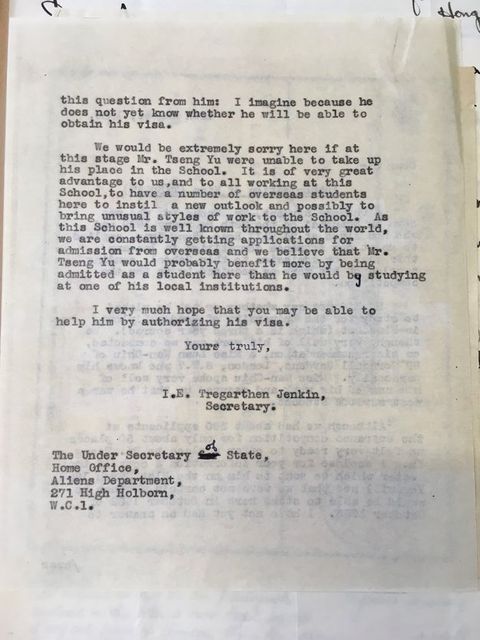 Hong
this question from him: I imagine because he
does not yet know whether he will be able to
obtain his visa.
We would be extremely sorry here if at
this stage Mr. Tseng Yu were unable to take up
his place in the School. It is of very great
advantage to us,and to all working at this
School,to have a number of overseas students
here to instil a new outlook and possibly to
bring unusual styles of work to the School. As
this School is well known throughout the world,
we are constantly getting applications for
admission from overseas and we believe that Mr.
Tseng Yu would probably benefit more by being
admitted as a student here than he would by studying
at one of his local institutions.
I very much hope that you may be able to
help him by authorizing his visa.
Yours truly,
I.E. Tregarthen Jenkin,
Secretary.
The Under Secretary of State,
Home Office,
Aliens Department,
271 High Holborn,
W.C.1.